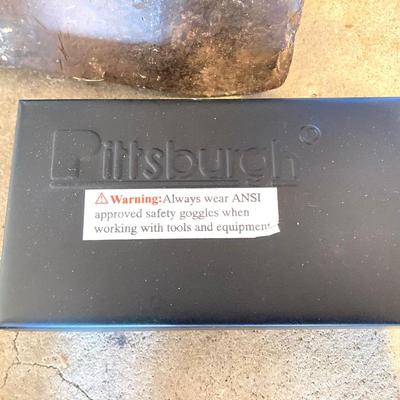 Pittsburgh®
⚠Warning:Always wear ANSI
approved safety goggles when
working with tools and equipment